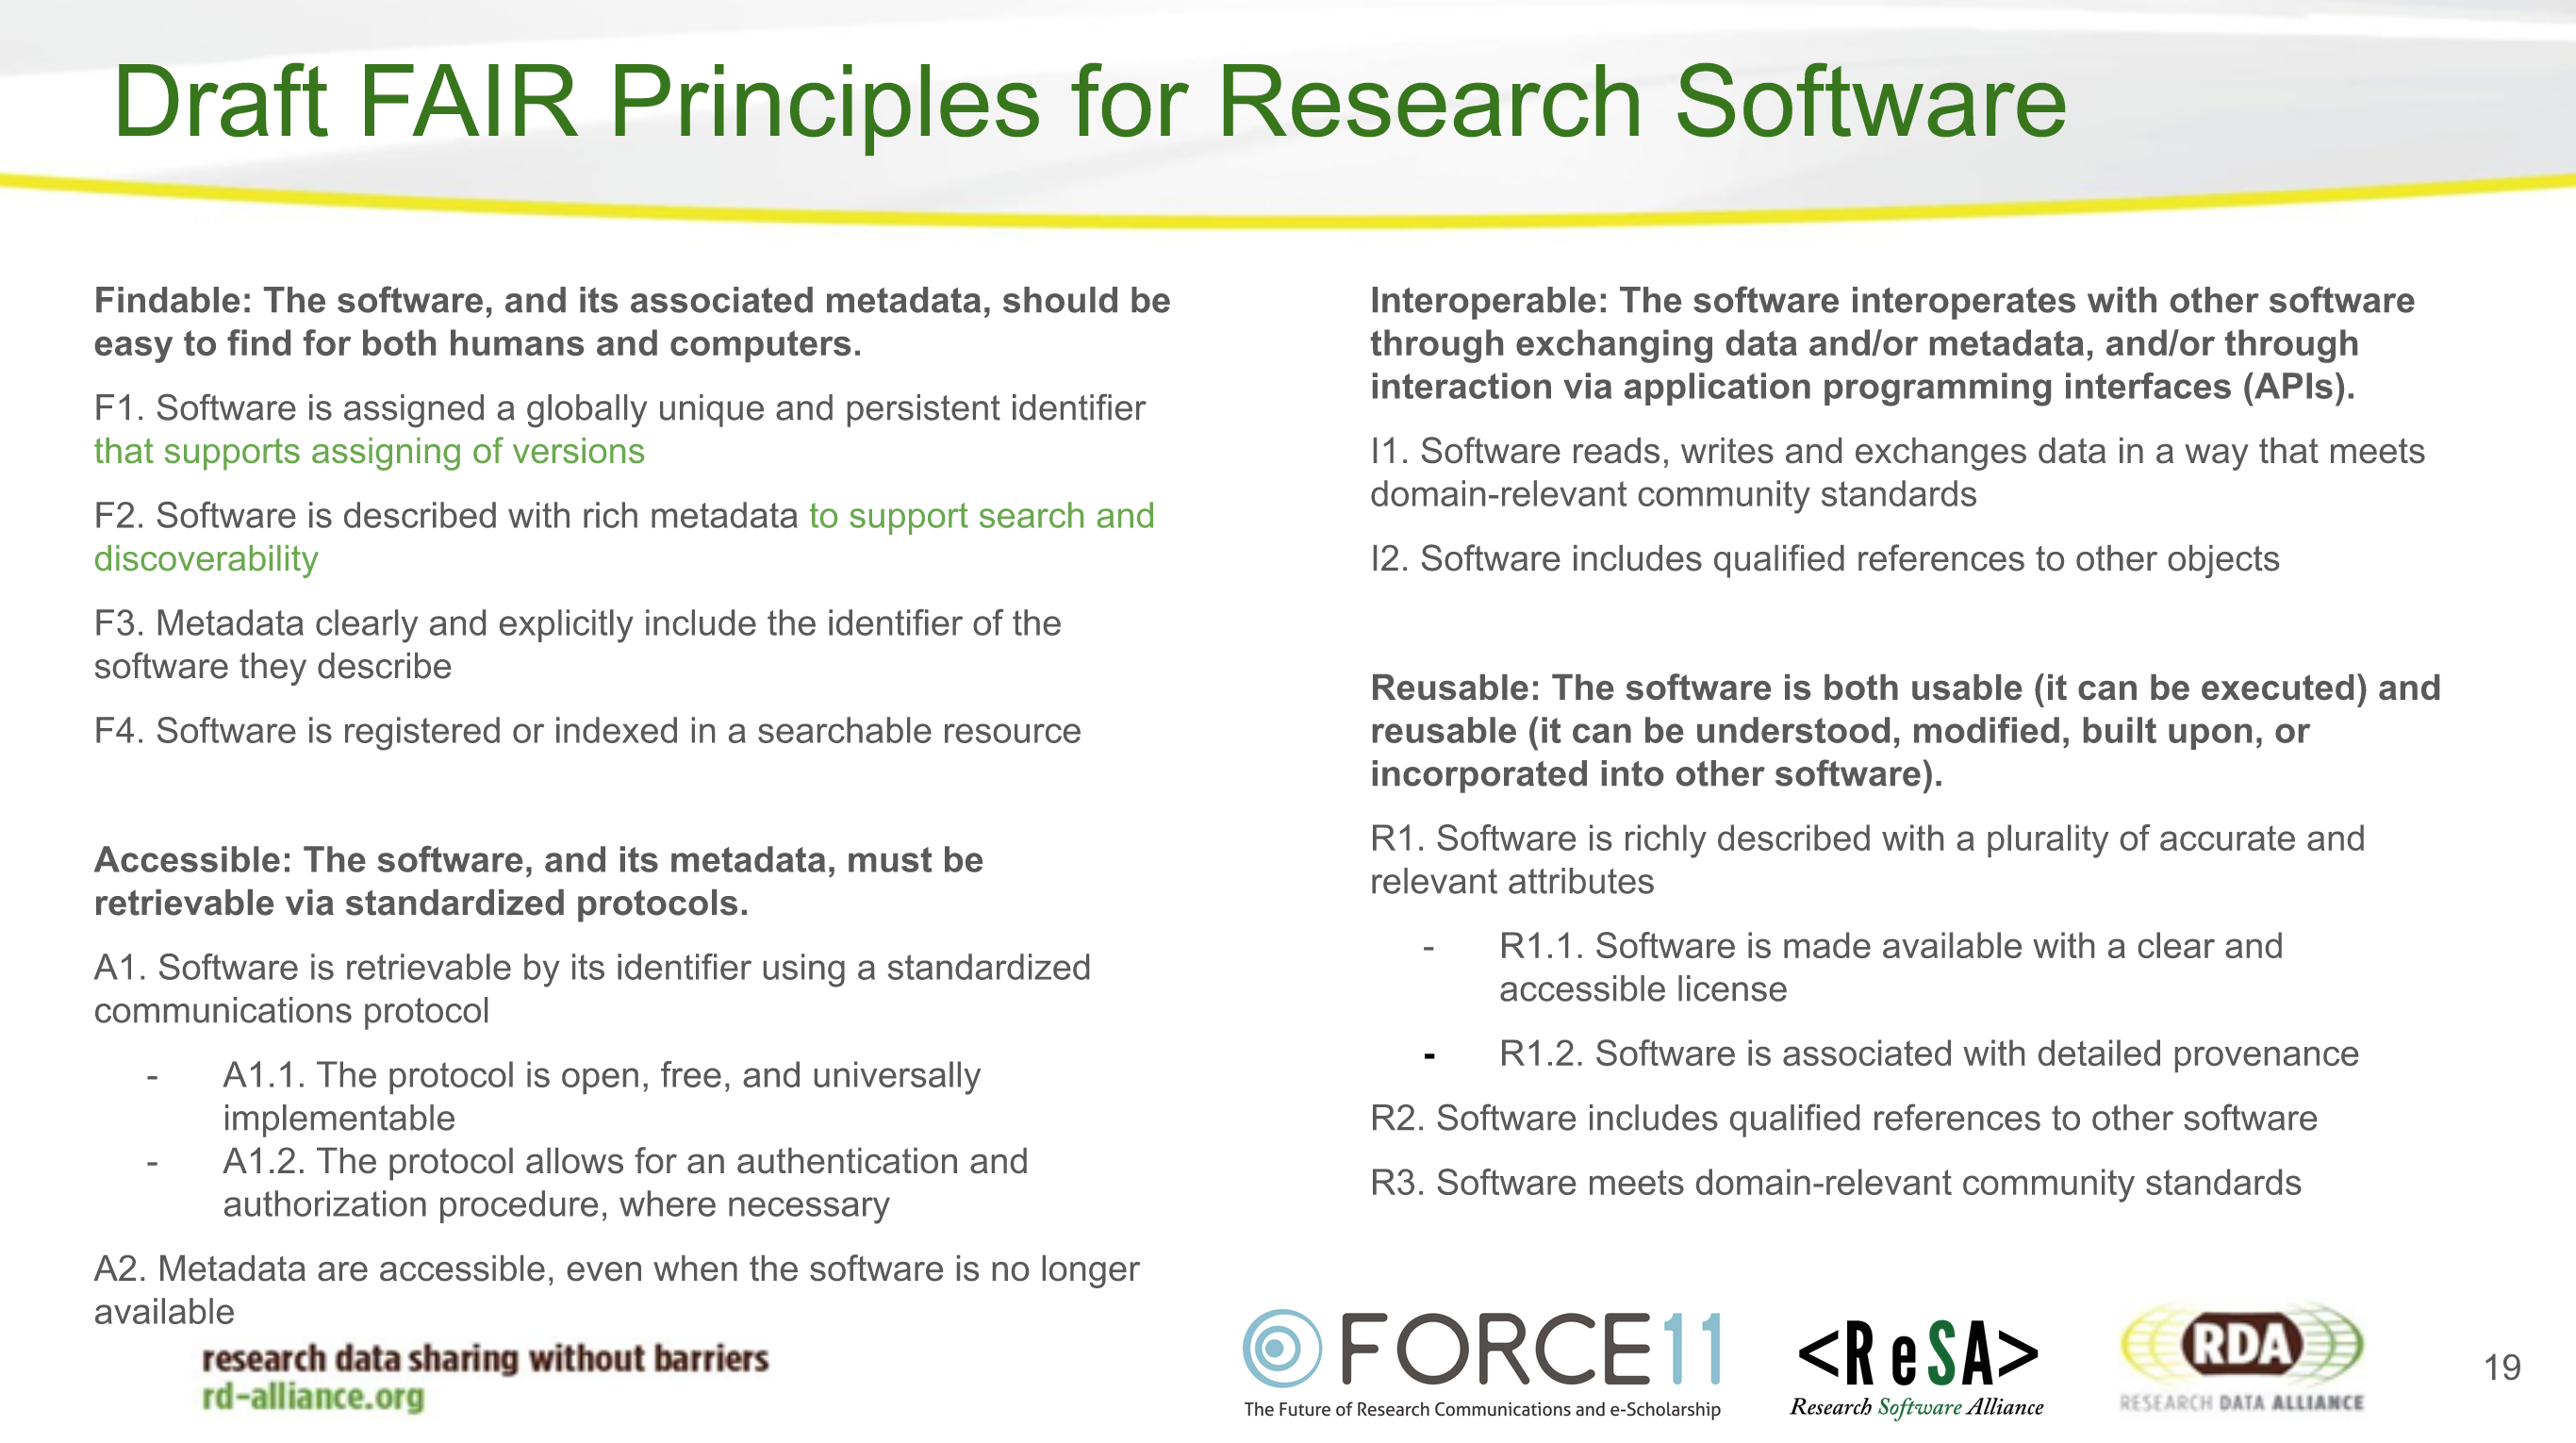 Draft FAIR Principles for Research Software
Findable: The software, and its associated metadata, should be
easy to find for both humans and computers.
F1. Software is assigned a globally unique and persistent identifier
that supports assigning of versions
F2. Software is described with rich metadata to support search and
discoverability
F3. Metadata clearly and explicitly include the identifier of the
software they describe
F4. Software is registered or indexed in a searchable resource
Accessible: The software, and its metadata, must be
retrievable via standardized protocols.
A1. Software is retrievable by its identifier using a standardized
communications protocol
- A1.1. The protocol is open, free, and universally
implementable
- A1.2. The protocol allows for an authentication and
authorization procedure, where necessary
A2. Metadata are accessible, even when the software is no longer
available
Interoperable: The software interoperates with other software
through exchanging data and/or metadata, and/or through
interaction via application programming interfaces (APIs).
I1. Software reads, writes and exchanges data in a way that meets
domain-relevant community standards
I2. Software includes qualified references to other objects
Reusable: The software is both usable (it can be executed) and
reusable (it can be understood, modified, built upon, or
incorporated into other software).
R1. Software is richly described with a plurality of accurate and
relevant attributes
- R1.1. Software is made available with a clear and
accessible license
- R1.2. Software is associated with detailed provenance
R2. Software includes qualified references to other software
R3. Software meets domain-relevant community standards
research data sharing without barriers
rd-alliance.org
FORCE11
The Future of Research Communications and e-Scholarship
<ReSA>
Research Software Alliance
RDA
RESEARCH DATA ALLIANCE
19